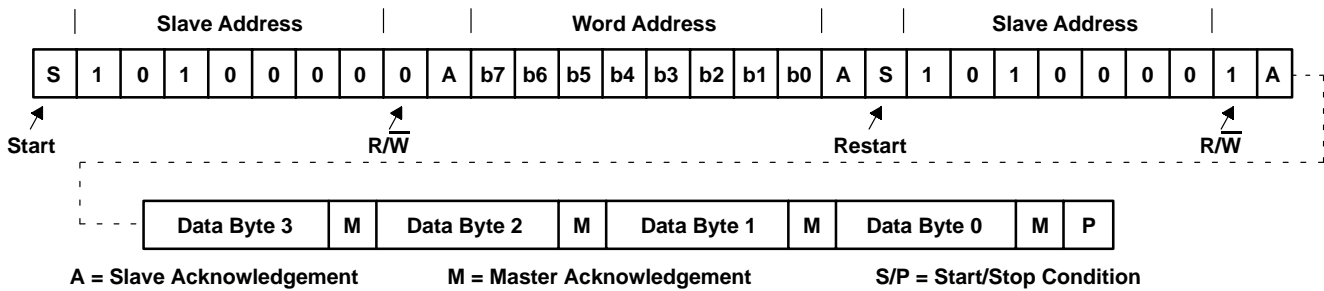 Slave Address Word Address Slave Address
S 1 0 1 0 0 0 0 0 A b7 b6 b5 b4 b3 b2 b1 b0 A S 1 0 1 0 0 0 0 1 A
Start R/W̅ Restart R/W̅
Data Byte 3 M Data Byte 2 M Data Byte 1 M Data Byte 0 M P
A = Slave Acknowledgement M = Master Acknowledgement S/P = Start/Stop Condition